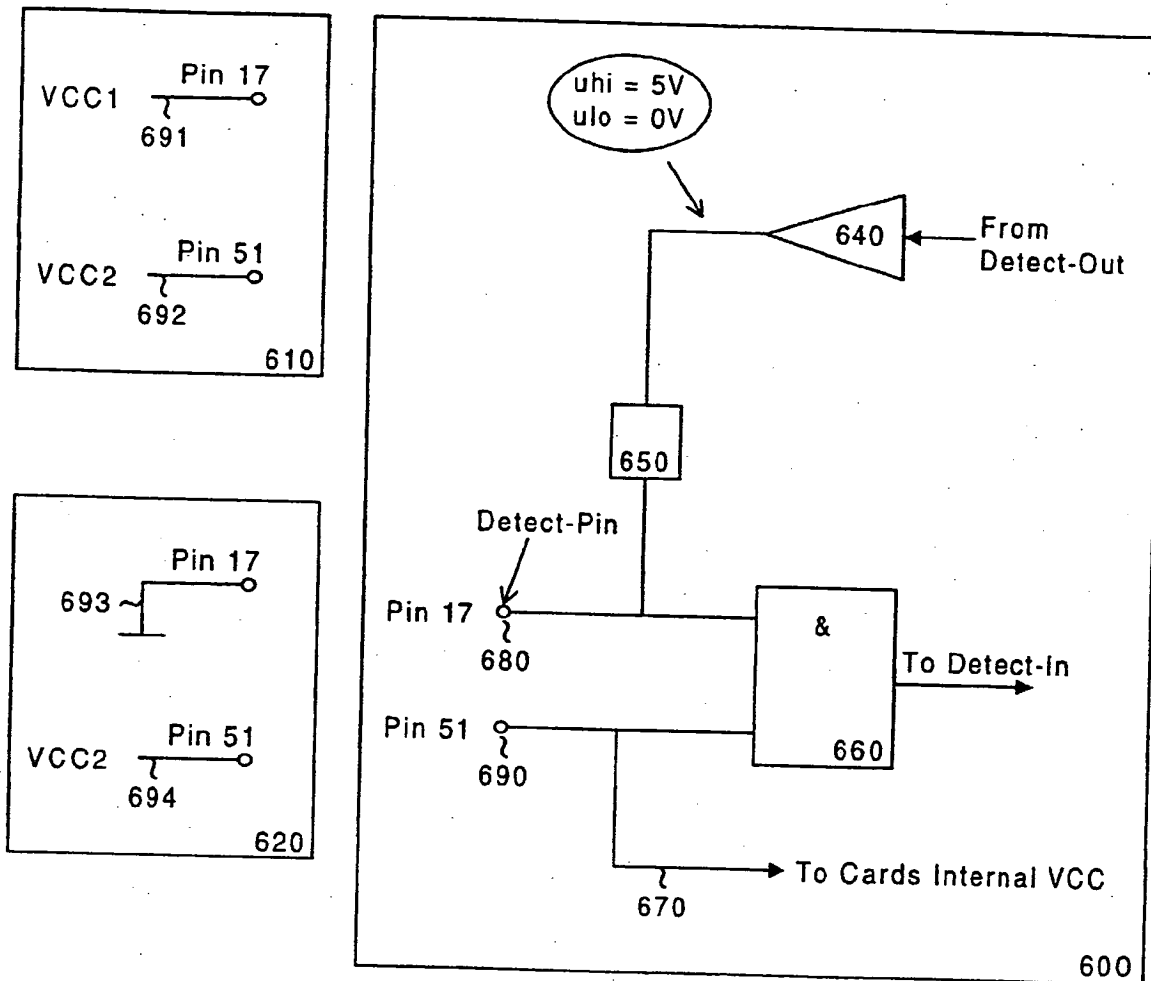 Pin 17
VCC1
691
Pin 51
VCC2
692
610
Pin 17
693
Pin 51
VCC2
694
620
uhi = 5V
ulo = 0V
640
From
Detect-Out
650
Detect-Pin
Pin 17
680
&
To Detect-in
Pin 51
690
660
To Cards Internal VCC
670
600